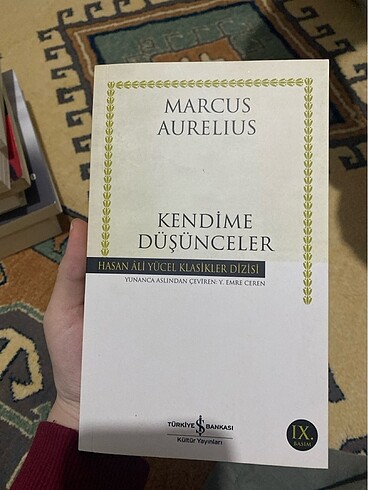 MARCUS
AURELIUS
KENDİME
DÜŞÜNCELER
HASAN ÂLİ YÜCEL KLASİKLER DİZİSİ
YUNANCA ASLINDAN ÇEVİREN: Y. EMRE CEREN
TÜRKİYE İŞ BANKASI
Kültür Yayınları
IX.
BASIM